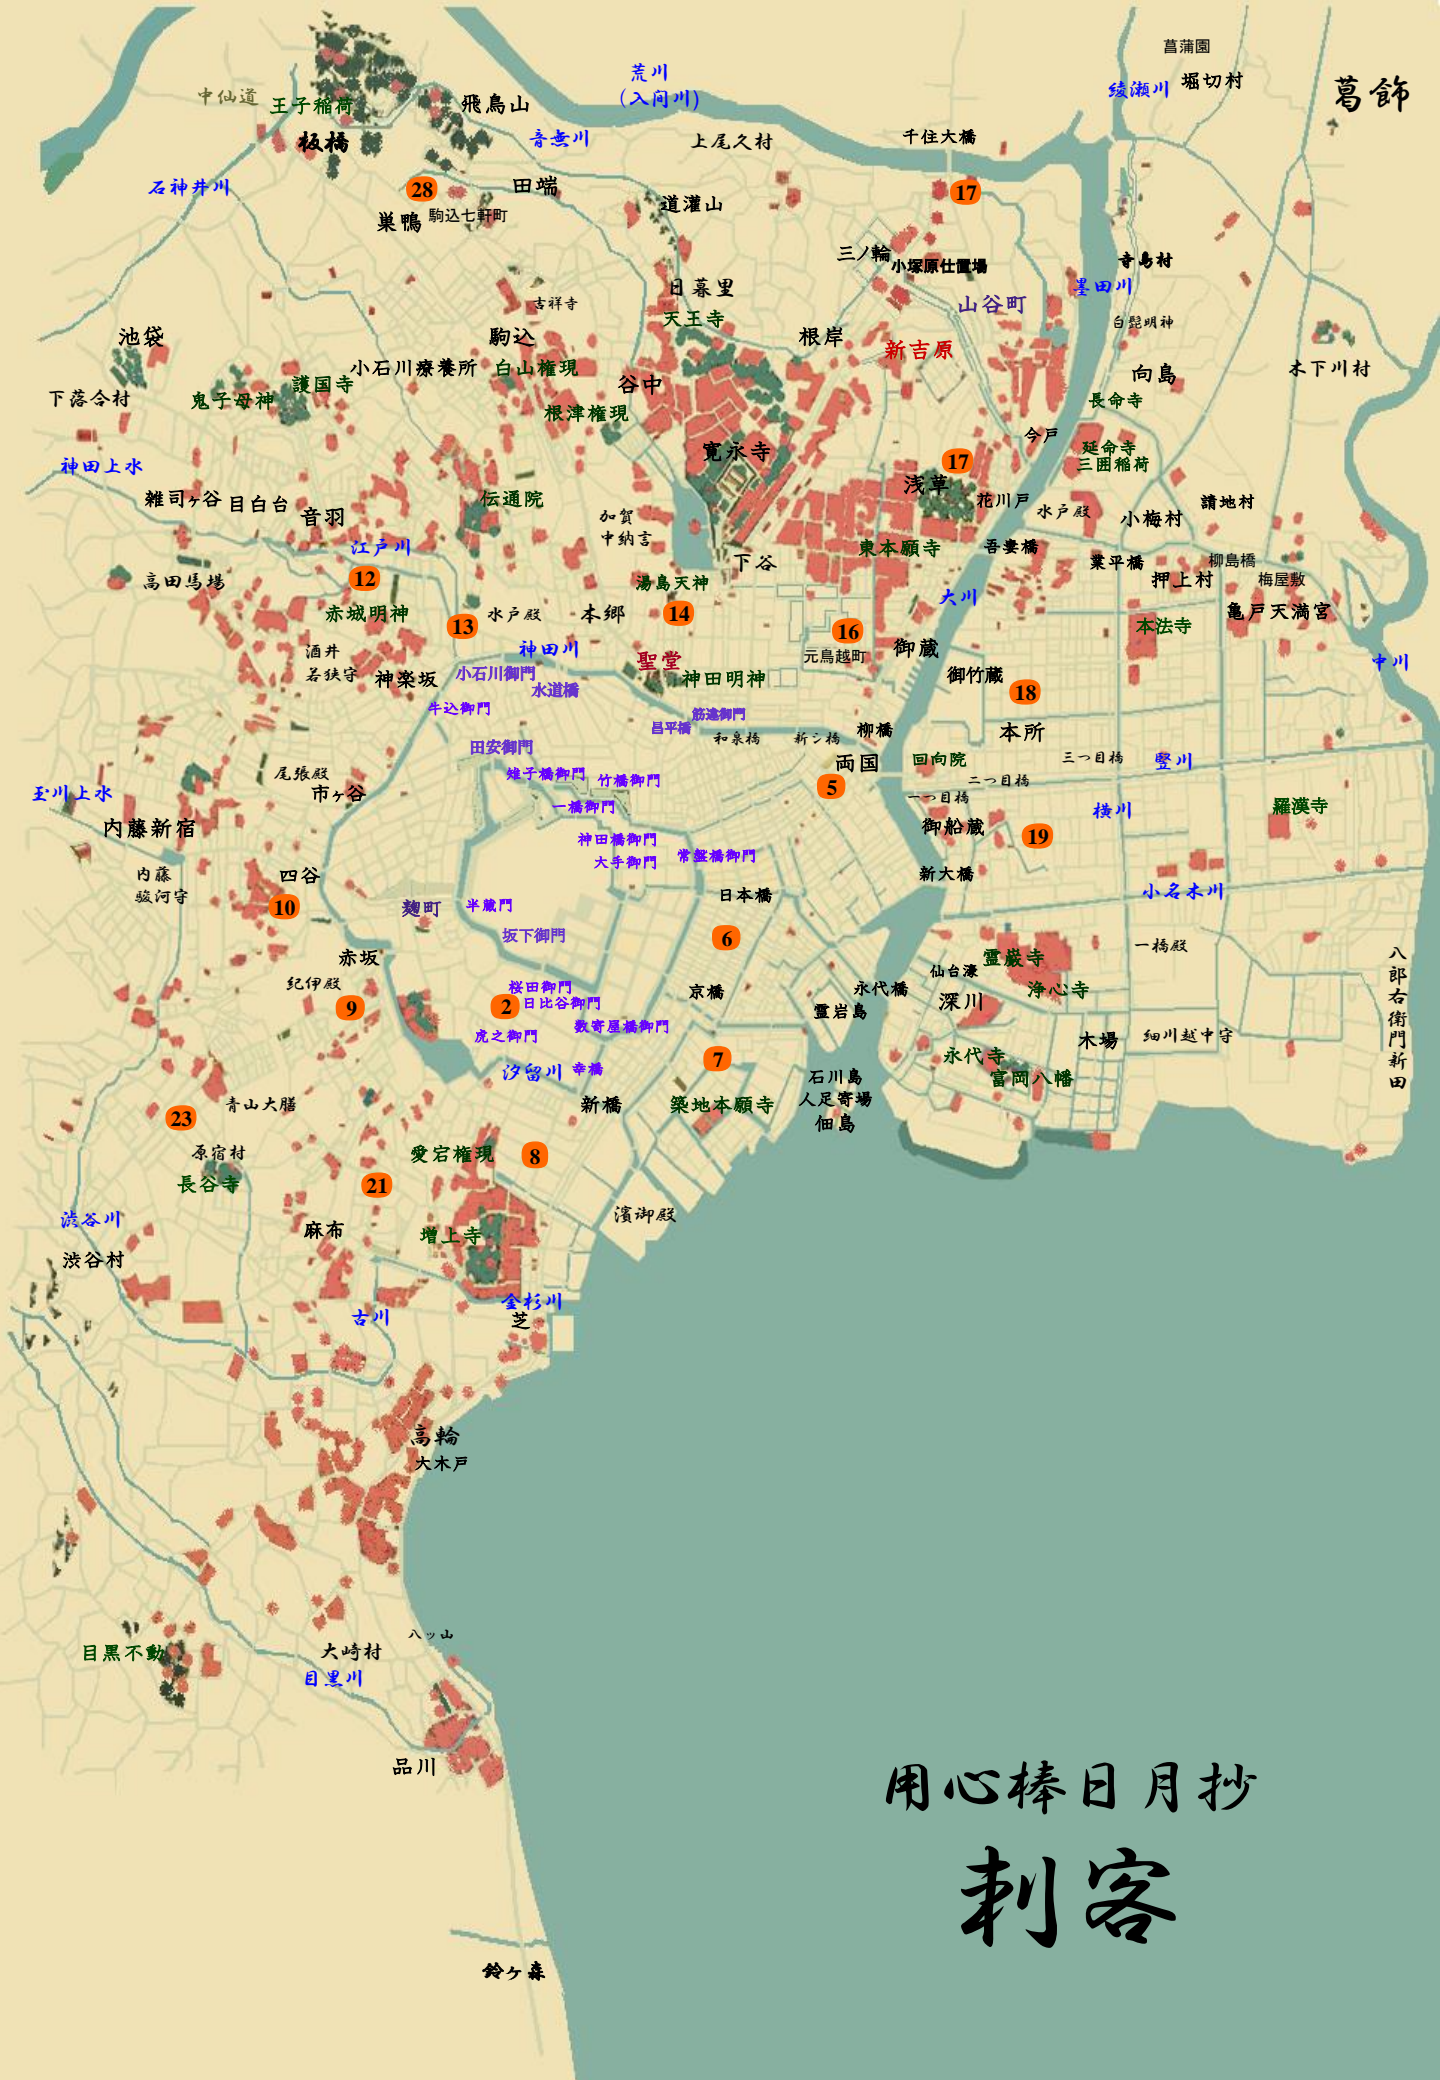 菖蒲園
荒川
(入间川)
綾瀬川
堀切村
葛飾
中仙道
王子稲荷
飛鳥山
板橋
音無川
上尾久村
千住大橋
石神井川
28
田端
17
巣鴨
駒込七軒町
道灌山
三ノ輪
小塚原仕置場
寺島村
日暮里
墨田川
吉祥寺
山谷町
天王寺
白髭明神
池袋
駒込
根岸
新吉原
小石川療養所
白山権現
木下川村
護国寺
谷中
向島
下落合村
鬼子母神
根津権現
長命寺
今戸
延命寺
寛永寺
三囲稲荷
神田上水
17
浅草
雑司ヶ谷
目白台
伝通院
花川戸
水戸殿
請地村
音羽
加賀
中納言
小梅村
江戸川
東本願寺
吾妻橋
業平橋
柳島橋
下谷
高田馬場
12
湯島天神
押上村
梅屋敷
大川
赤城明神
13
水戸殿
本郷
14
亀戸天満宮
16
本法寺
酒井
若狭守
神田川
聖堂
元鳥越町
御蔵
中川
神楽坂
小石川御門
水道橋
神田明神
御竹蔵
18
牛込御門
筋違御門
昌平橋
和泉橋
新シ橋
柳橋
本所
田安御門
両国
回向院
三つ目橋
竪川
尾張殿
雉子橋御門
竹橋御門
5
二つ目橋
市ヶ谷
玉川上水
一橋御門
一つ目橋
横川
羅漢寺
内藤新宿
神田橋御門
御船蔵
19
大手御門
常盤橋御門
内藤
駿河守
四谷
新大橋
10
麹町
半蔵門
日本橋
小名木川
坂下御門
6
一橋殿
赤坂
霊巌寺
仙台濠
八郎右衛門新田
紀伊殿
桜田御門
京橋
永代橋
浄心寺
9
2
日比谷御門
霊岩島
深川
虎之御門
数寄屋橋御門
木場
細川越中守
7
永代寺
汐留川
幸橋
石川島
人足寄場
富岡八幡
新橋
築地本願寺
佃島
23
青山大膳
原宿村
愛宕権現
8
長谷寺
21
渋谷川
麻布
増上寺
濱御殿
渋谷村
金杉川
古川
芝
高輪
大木戸
八ッ山
目黒不動
大崎村
目黒川
品川
用心棒日月抄
刺客
鈴ヶ森